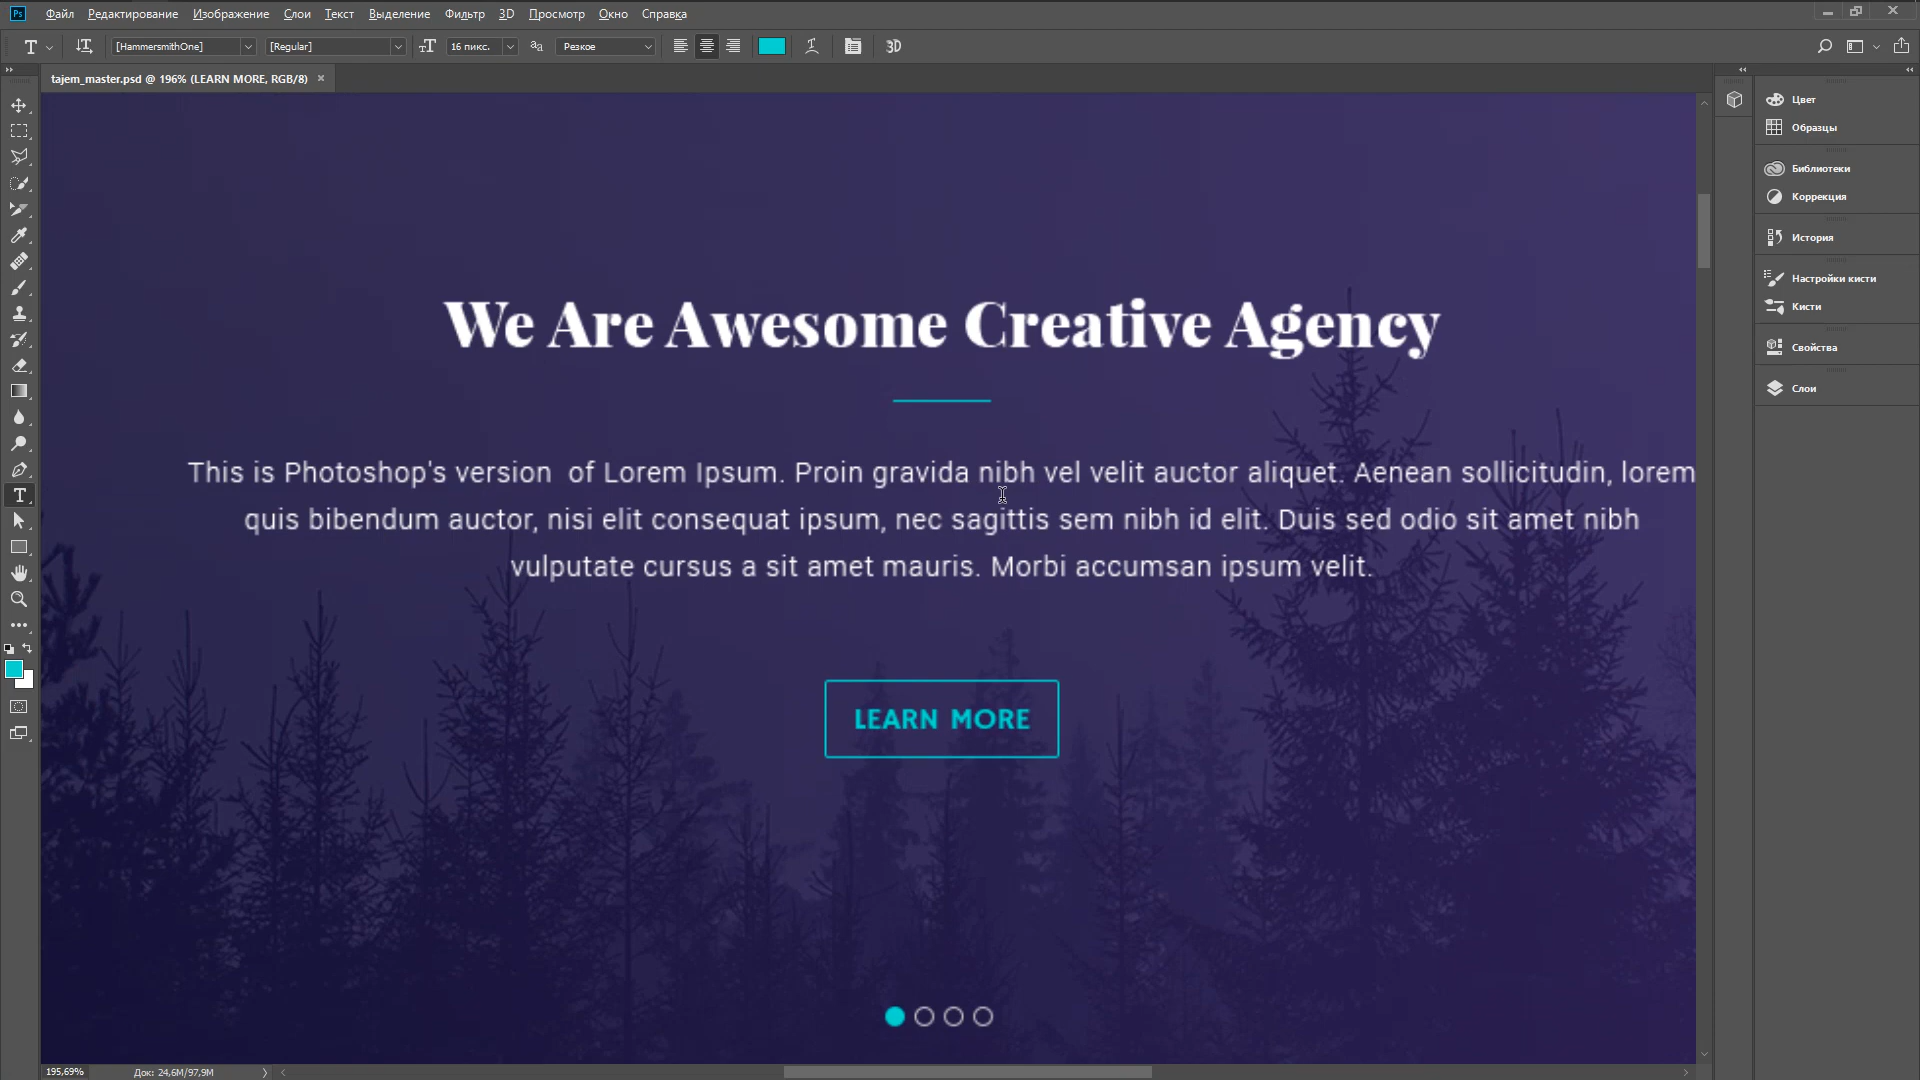 Ps Файл Редактирование Изображение Слои Текст Выделение Фильтр 3D Просмотр Окно Справка
[HammersmithOne] [Regular] 16 пикс. Резкое 3D
tajem_master.psd @ 196% (LEARN MORE, RGB/8) ×
Цвет
Образцы
Библиотеки
Коррекция
История
Настройки кисти
Кисти
Свойства
Слои
We Are Awesome Creative Agency
This is Photoshop's version of Lorem Ipsum. Proin gravida nibh vel velit auctor aliquet. Aenean sollicitudin, lorem
quis bibendum auctor, nisi elit consequat ipsum, nec sagittis sem nibh id elit. Duis sed odio sit amet nibh
vulputate cursus a sit amet mauris. Morbi accumsan ipsum velit.
LEARN MORE
195,69% Док: 24,6M/97,9M